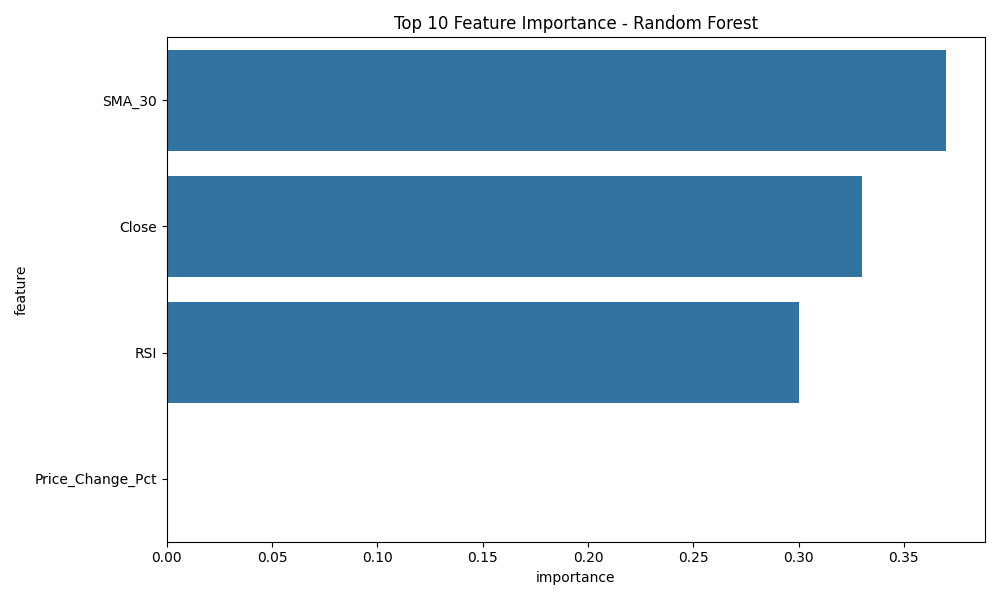 Top 10 Feature Importance - Random Forest
feature
SMA_30
Close
RSI
Price_Change_Pct
0.00 0.05 0.10 0.15 0.20 0.25 0.30 0.35
importance